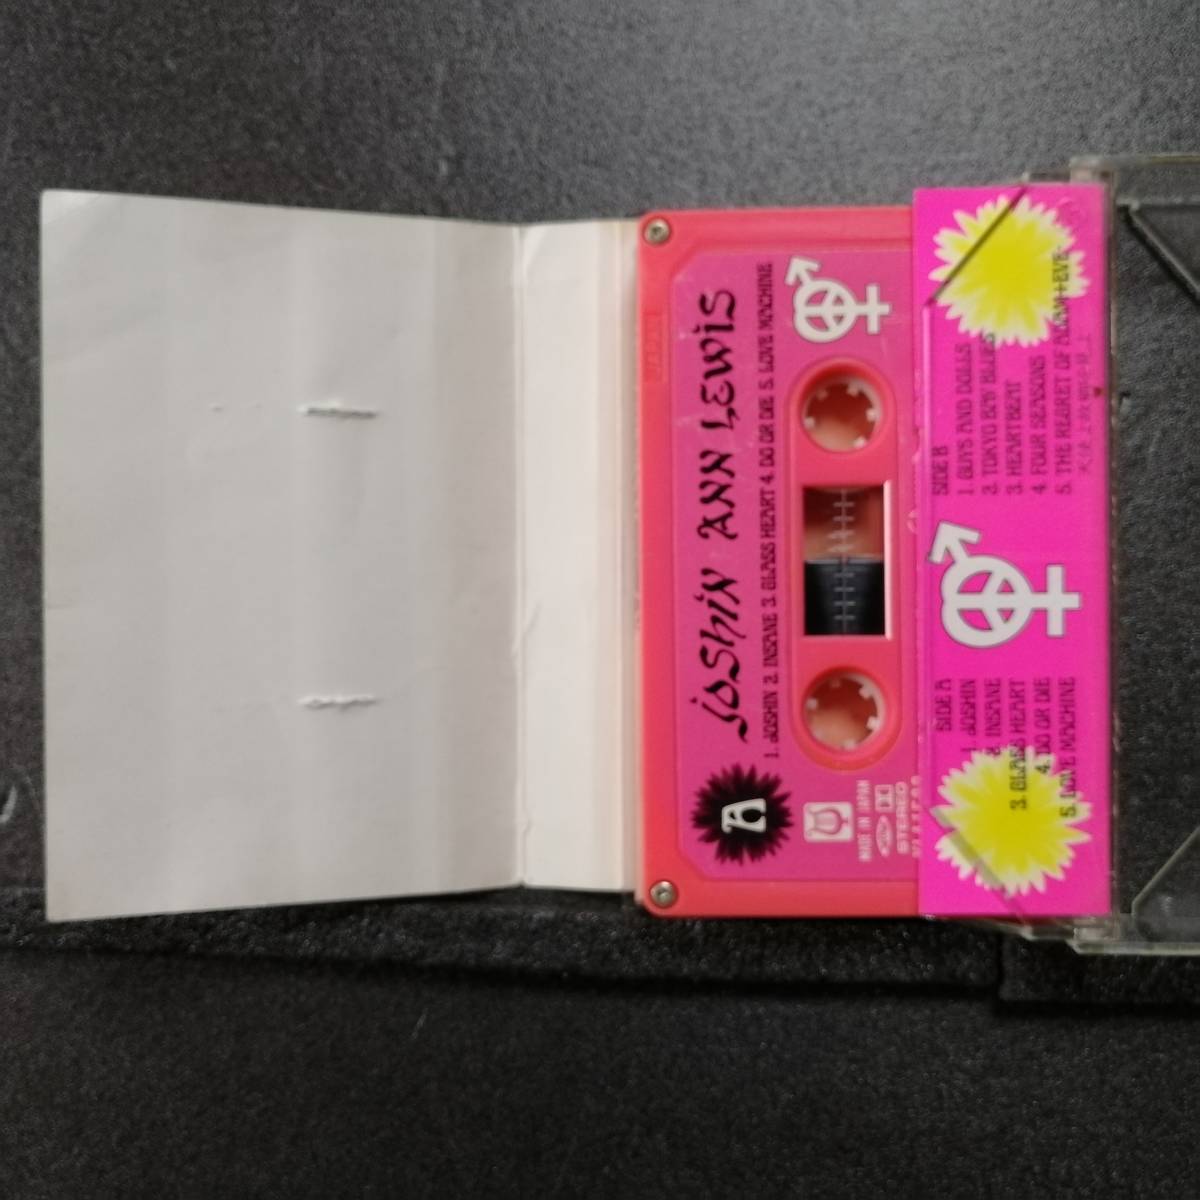 JOSHIN ANN LEWIS
1. JOSHIN 2. INSANE 3. GLASS HEART 4. DO OR DIE 5. LOVE MACHINE
A
MADE IN JAPAN
STEREO
SIDE A
1. JOSHIN
2. INSANE
3. GLASS HEART
4. DO OR DIE
5. LOVE MACHINE
SIDE B
1. GUYS AND DOLLS
2. TOKYO BAY BLUES
3. HEARTBEAT
4. FOUR SEASONS
5. THE REGRET OF ADAM+EVE